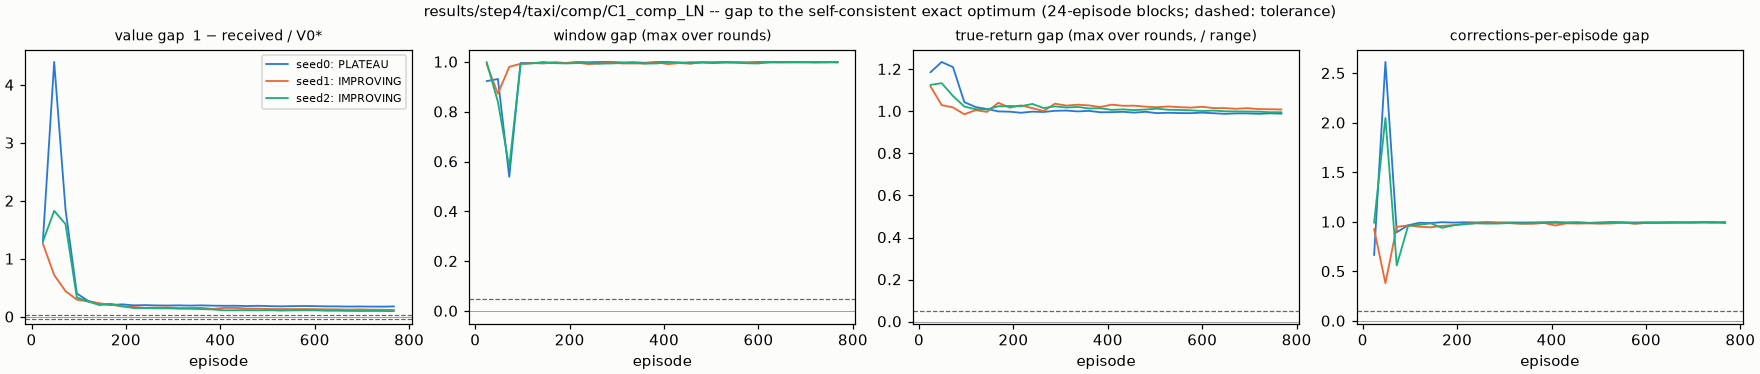 results/step4/taxi/comp/C1_comp_LN -- gap to the self-consistent exact optimum (24-episode blocks; dashed: tolerance)
value gap  1 − received / V0*
window gap (max over rounds)
true-return gap (max over rounds, / range)
corrections-per-episode gap
seed0: PLATEAU
seed1: IMPROVING
seed2: IMPROVING
4
3
2
1
0
0 200 400 600 800
episode
1.0
0.8
0.6
0.4
0.2
0.0
0 200 400 600 800
episode
1.2
1.0
0.8
0.6
0.4
0.2
0.0
0 200 400 600 800
episode
2.5
2.0
1.5
1.0
0.5
0.0
0 200 400 600 800
episode